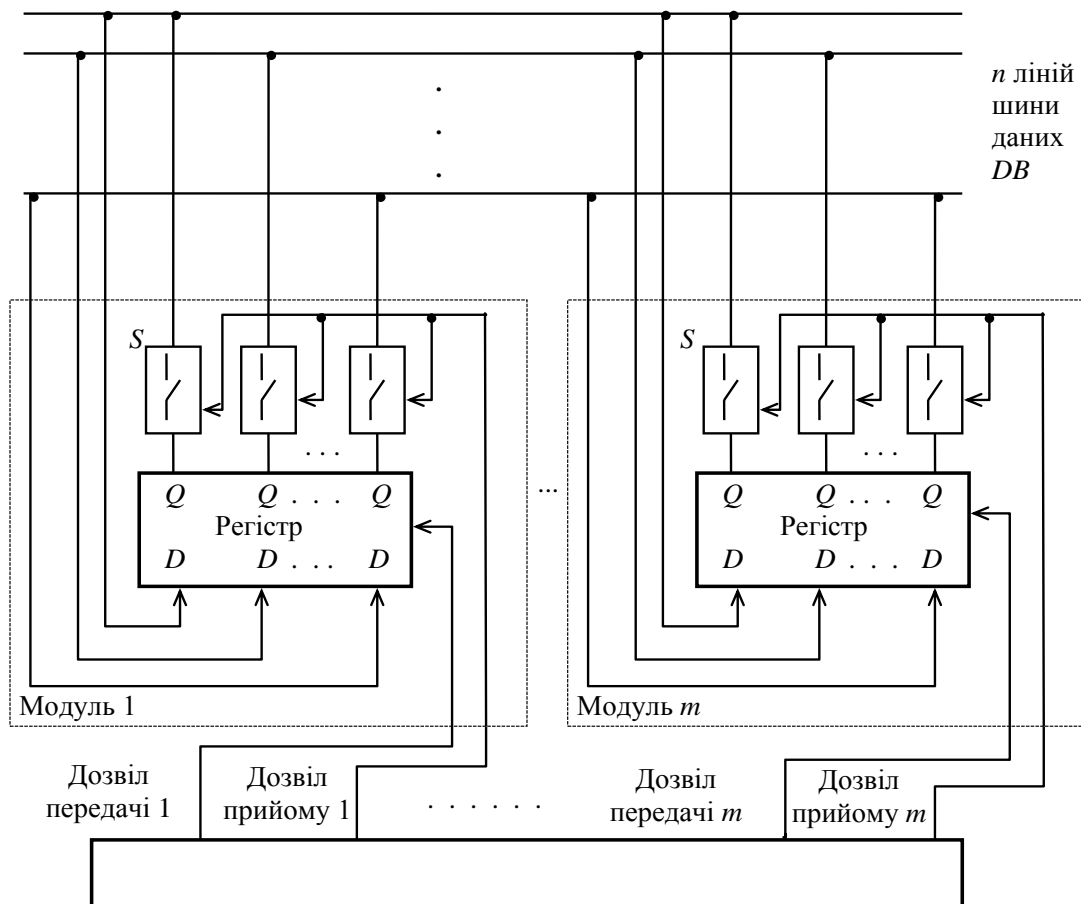 n ліній
шини
даних
DB
S
S
. . .
. . .
Q Q . . . Q
Регістр
D D . . . D
...
Q Q . . . Q
Регістр
D D . . . D
Модуль 1
Модуль m
Дозвіл
передачі 1
Дозвіл
прийому 1
. . . . . .
Дозвіл
передачі m
Дозвіл
прийому m